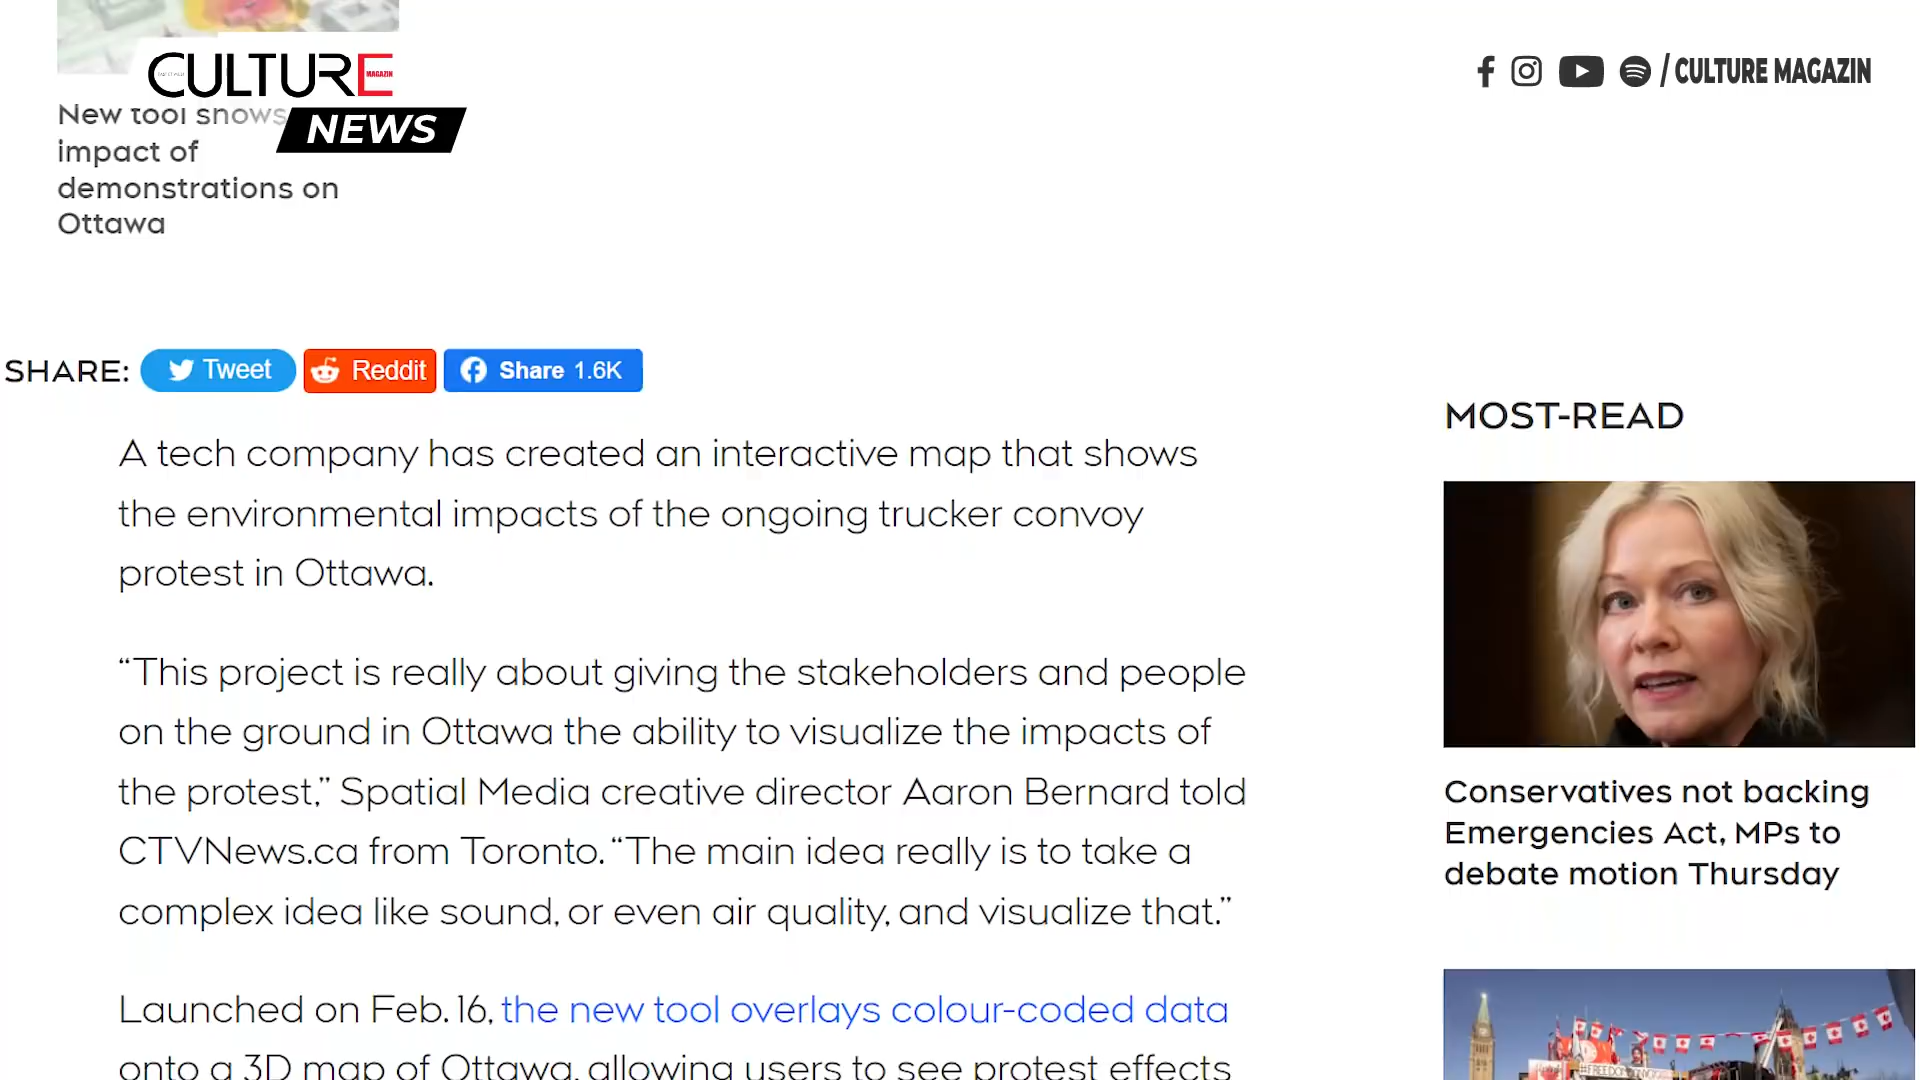 CULTURE
MAGAZIN
NEWS
/ CULTURE MAGAZIN
New tool shows
impact of
demonstrations on
Ottawa
SHARE: Tweet Reddit Share 1.6K
A tech company has created an interactive map that shows
the environmental impacts of the ongoing trucker convoy
protest in Ottawa.
“This project is really about giving the stakeholders and people
on the ground in Ottawa the ability to visualize the impacts of
the protest,” Spatial Media creative director Aaron Bernard told
CTVNews.ca from Toronto. “The main idea really is to take a
complex idea like sound, or even air quality, and visualize that.”
Launched on Feb. 16, the new tool overlays colour-coded data
onto a 3D map of Ottawa, allowing users to see protest effects
MOST-READ
Conservatives not backing
Emergencies Act, MPs to
debate motion Thursday